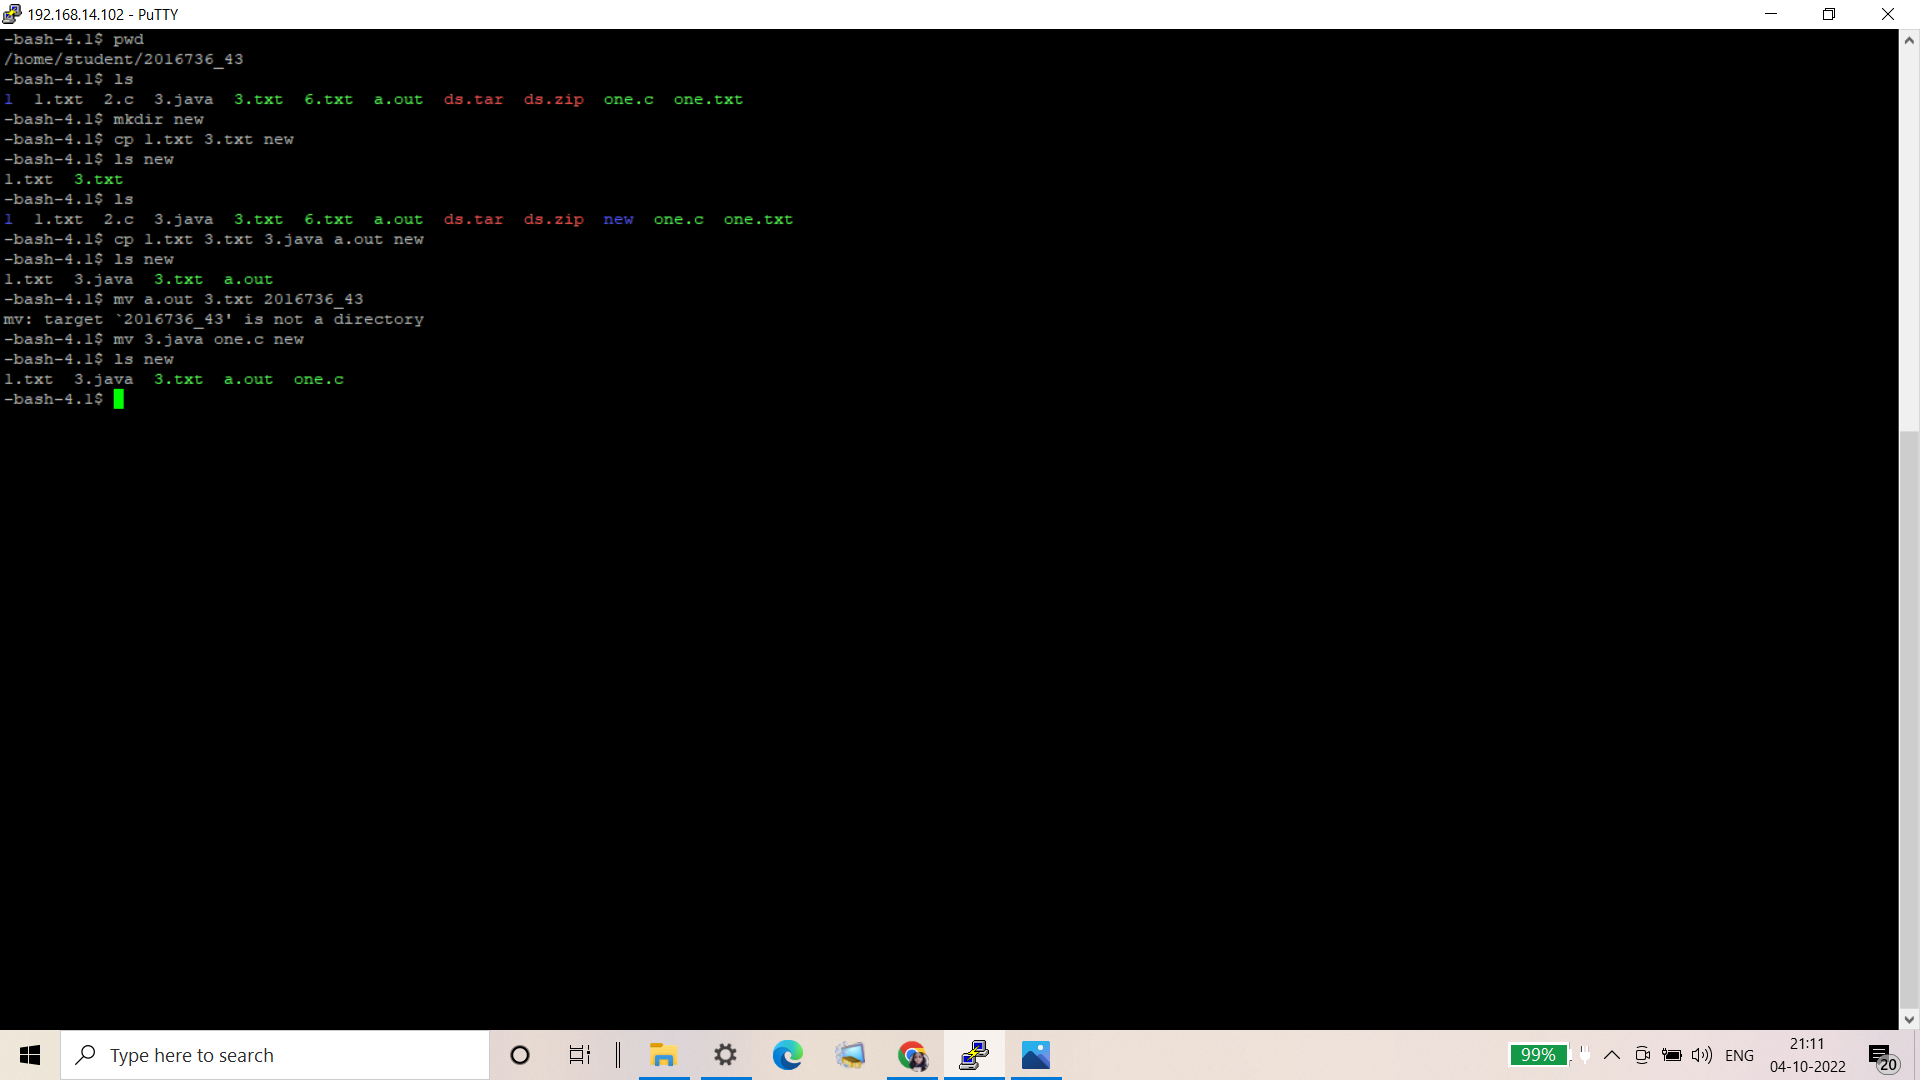 192.168.14.102 - PuTTY
-bash-4.1$ pwd
/home/student/2016736_43
-bash-4.1$ ls
1  1.txt  2.c  3.java  3.txt  6.txt  a.out  ds.tar  ds.zip  one.c  one.txt
-bash-4.1$ mkdir new
-bash-4.1$ cp 1.txt 3.txt new
-bash-4.1$ ls new
1.txt  3.txt
-bash-4.1$ ls
1  1.txt  2.c  3.java  3.txt  6.txt  a.out  ds.tar  ds.zip  new  one.c  one.txt
-bash-4.1$ cp 1.txt 3.txt 3.java a.out new
-bash-4.1$ ls new
1.txt  3.java  3.txt  a.out
-bash-4.1$ mv a.out 3.txt 2016736_43
mv: target `2016736_43' is not a directory
-bash-4.1$ mv 3.java one.c new
-bash-4.1$ ls new
1.txt  3.java  3.txt  a.out  one.c
-bash-4.1$
Type here to search
99%
ENG
21:11
04-10-2022
20